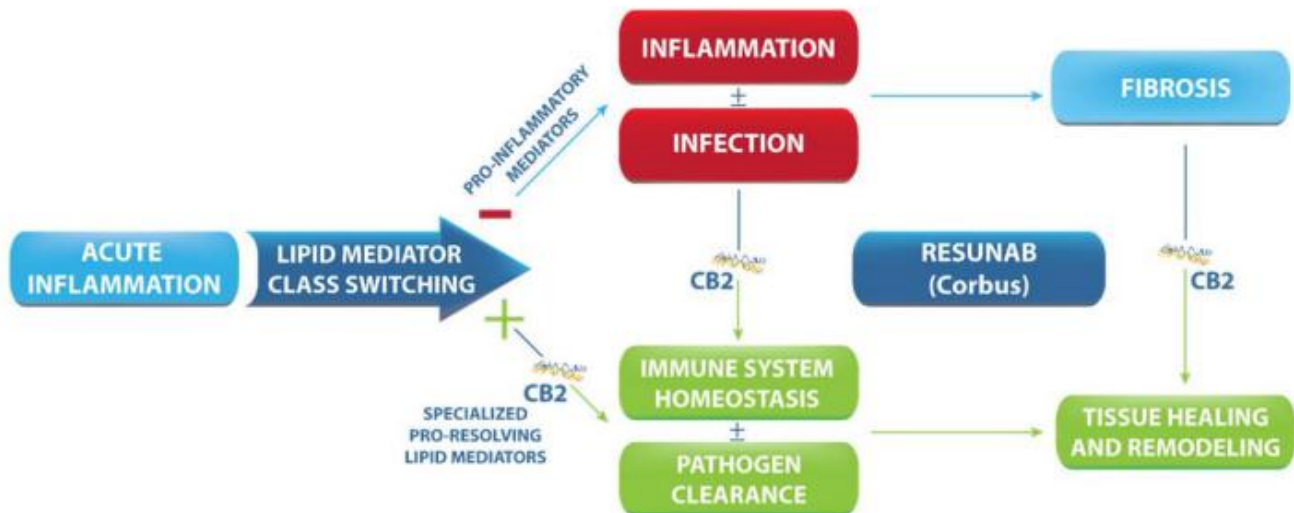 INFLAMMATION
±
INFECTION
FIBROSIS
PRO-INFLAMMATORY
MEDIATORS
ACUTE
INFLAMMATION
LIPID MEDIATOR
CLASS SWITCHING
CB2
RESUNAB
(Corbus)
CB2
CB2
SPECIALIZED
PRO-RESOLVING
LIPID MEDIATORS
IMMUNE SYSTEM
HOMEOSTASIS
±
PATHOGEN
CLEARANCE
TISSUE HEALING
AND REMODELING